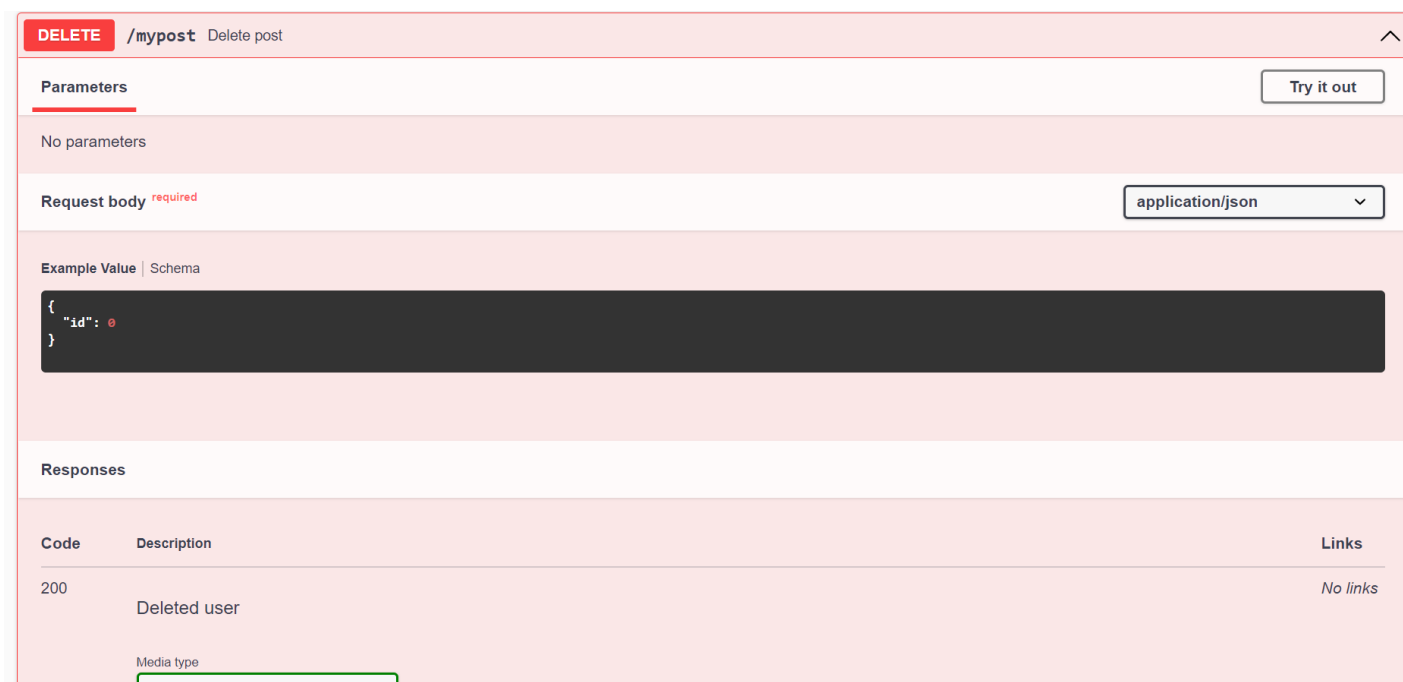 DELETE /mypost Delete post
Parameters
Try it out
No parameters
Request body required
application/json
Example Value | Schema
{
  "id": 0
}
Responses
Code Description Links
200 No links
Deleted user
Media type